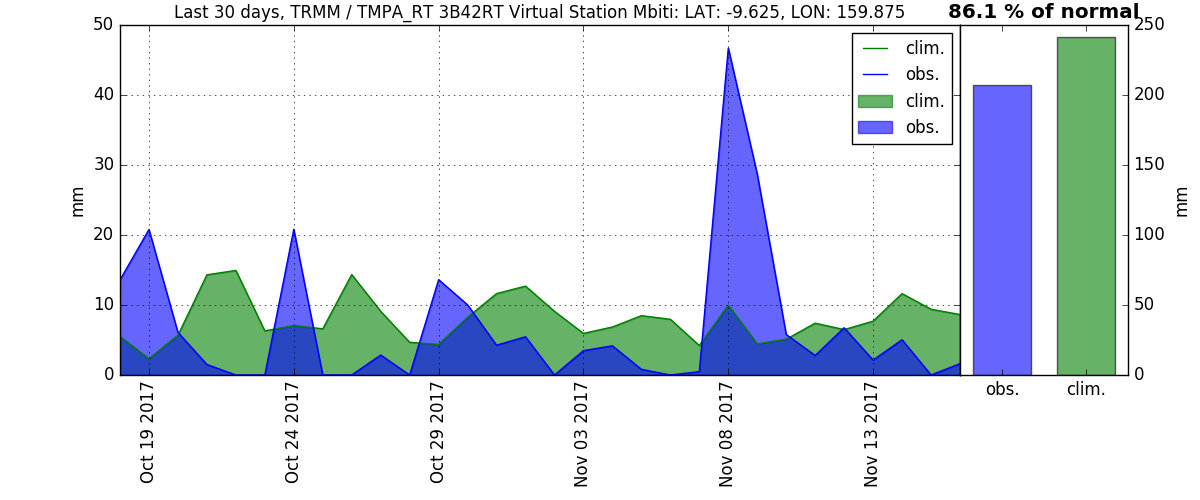 Last 30 days, TRMM / TMPA_RT 3B42RT Virtual Station Mbiti: LAT: -9.625, LON: 159.875
86.1 % of normal
50
40
30
20
10
0
mm
clim.
obs.
clim.
obs.
250
200
150
100
50
0
mm
obs.
clim.
Oct 19 2017
Oct 24 2017
Oct 29 2017
Nov 03 2017
Nov 08 2017
Nov 13 2017